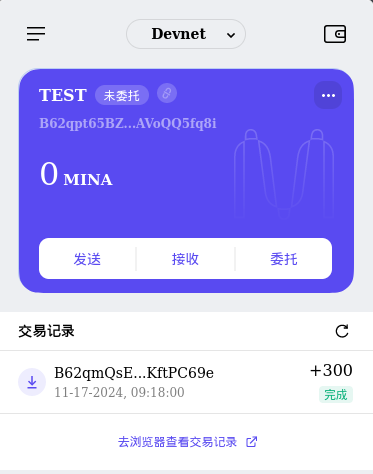 Devnet
TEST 未委托
B62qpt65BZ...AVoQQ5fq8i
0 MINA
发送 接收 委托
交易记录
B62qmQsE...KftPC69e +300
11-17-2024, 09:18:00 完成
去浏览器查看交易记录